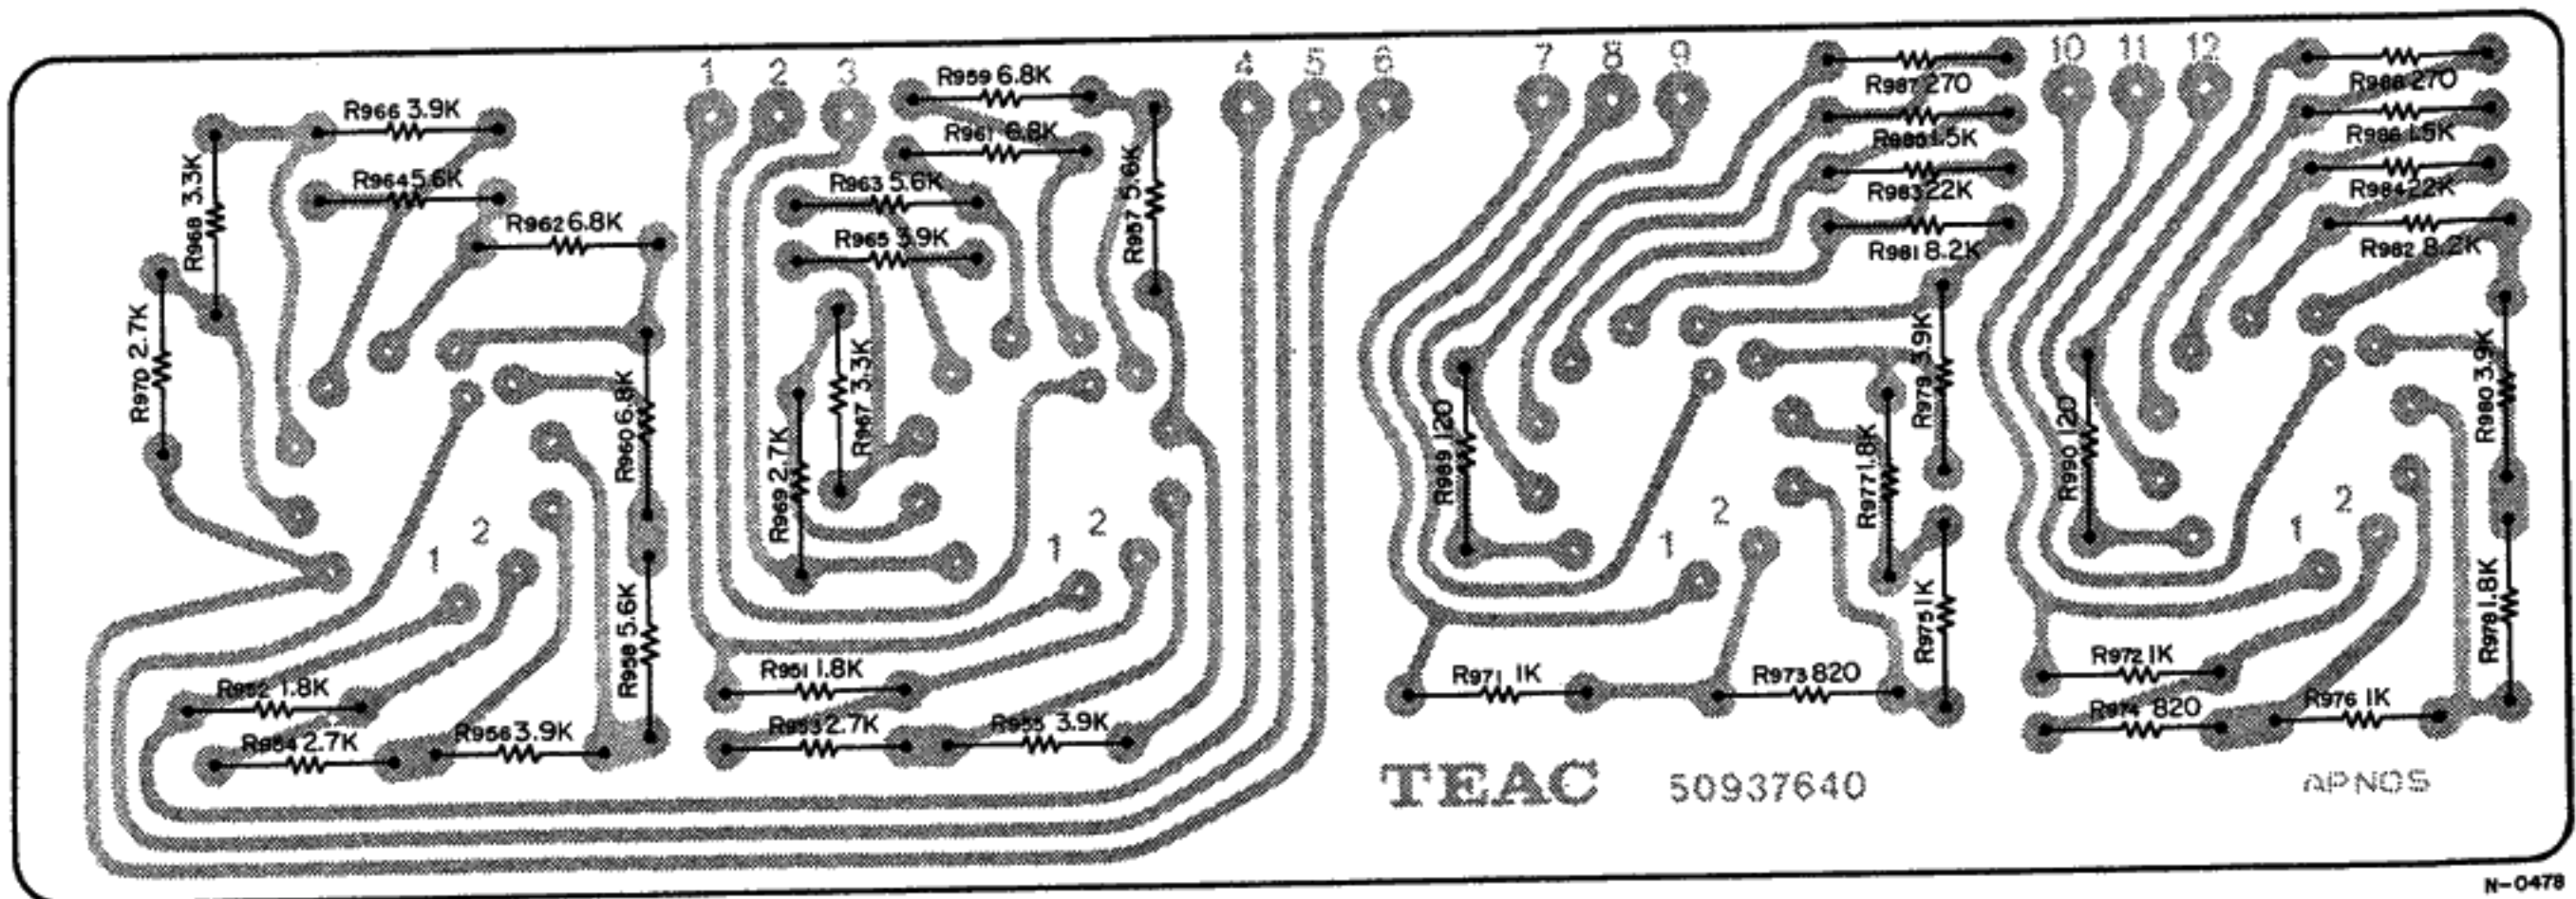 1 2 3 4 5 6 7 8 9 10 11 12
R959 6.8K
R987 270
R988 270
R966 3.9K
R961 6.8K
R985 1.5K
R986 1.5K
R968 3.3K
R964 5.6K
R963 5.6K
R957 5.6K
R983 22K
R984 22K
R962 6.8K
R965 3.9K
R981 8.2K
R982 8.2K
R970 2.7K
R960 6.8K
R967 3.3K
R969 2.7K
R989 120
R977 1.8K
R979 3.9K
R990 120
R980 3.9K
1 2
1 2
1 2
1 2
R958 5.6K
R975 1K
R978 1.8K
R952 1.8K
R951 1.8K
R971 1K
R973 820
R972 1K
R954 2.7K
R956 3.9K
R953 2.7K
R955 3.9K
R974 820
R976 1K
TEAC 50937640
APNOS
N-0478